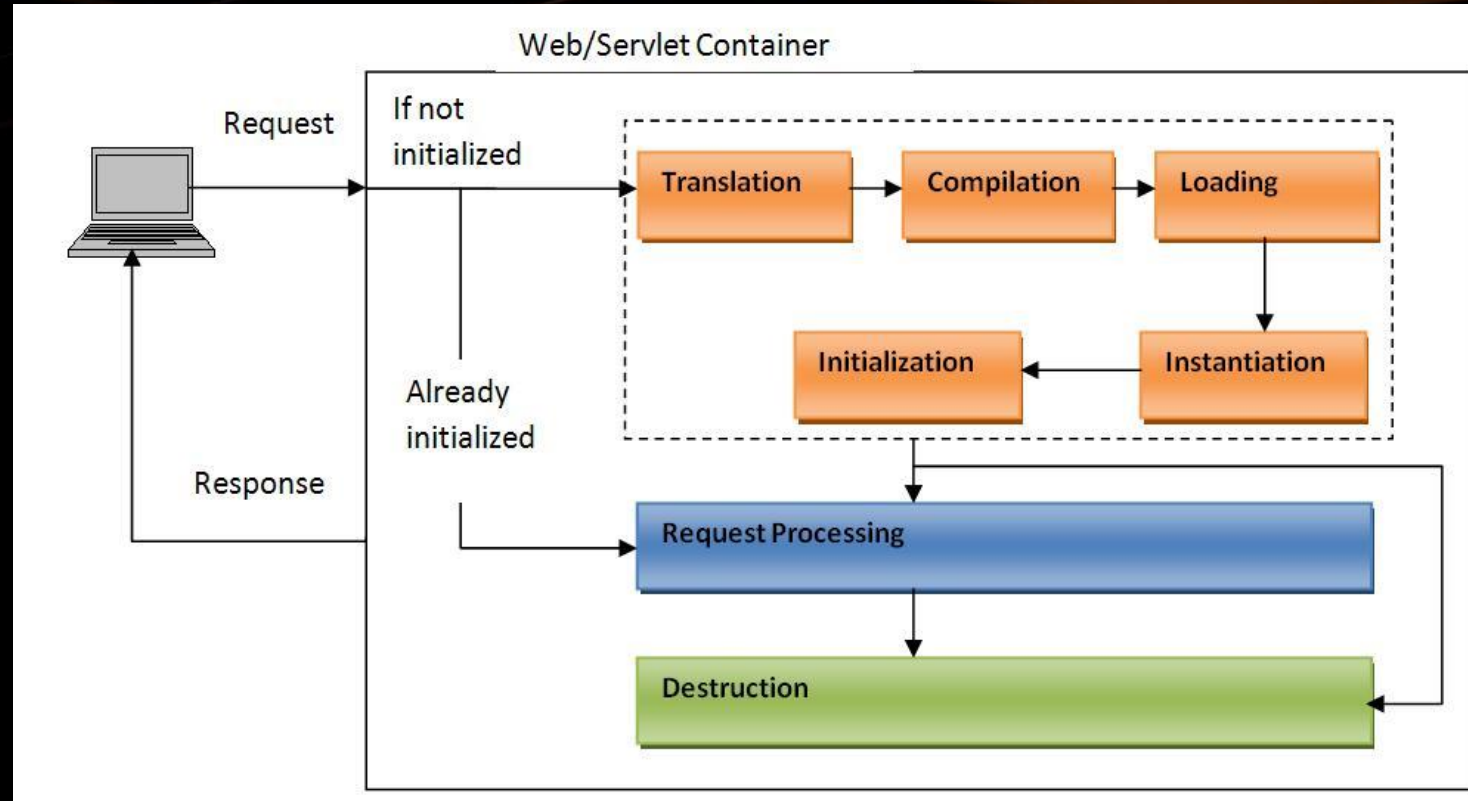 Web/Servlet Container
Request
If not
initialized
Translation
Compilation
Loading
Initialization
Instantiation
Already
initialized
Response
Request Processing
Destruction